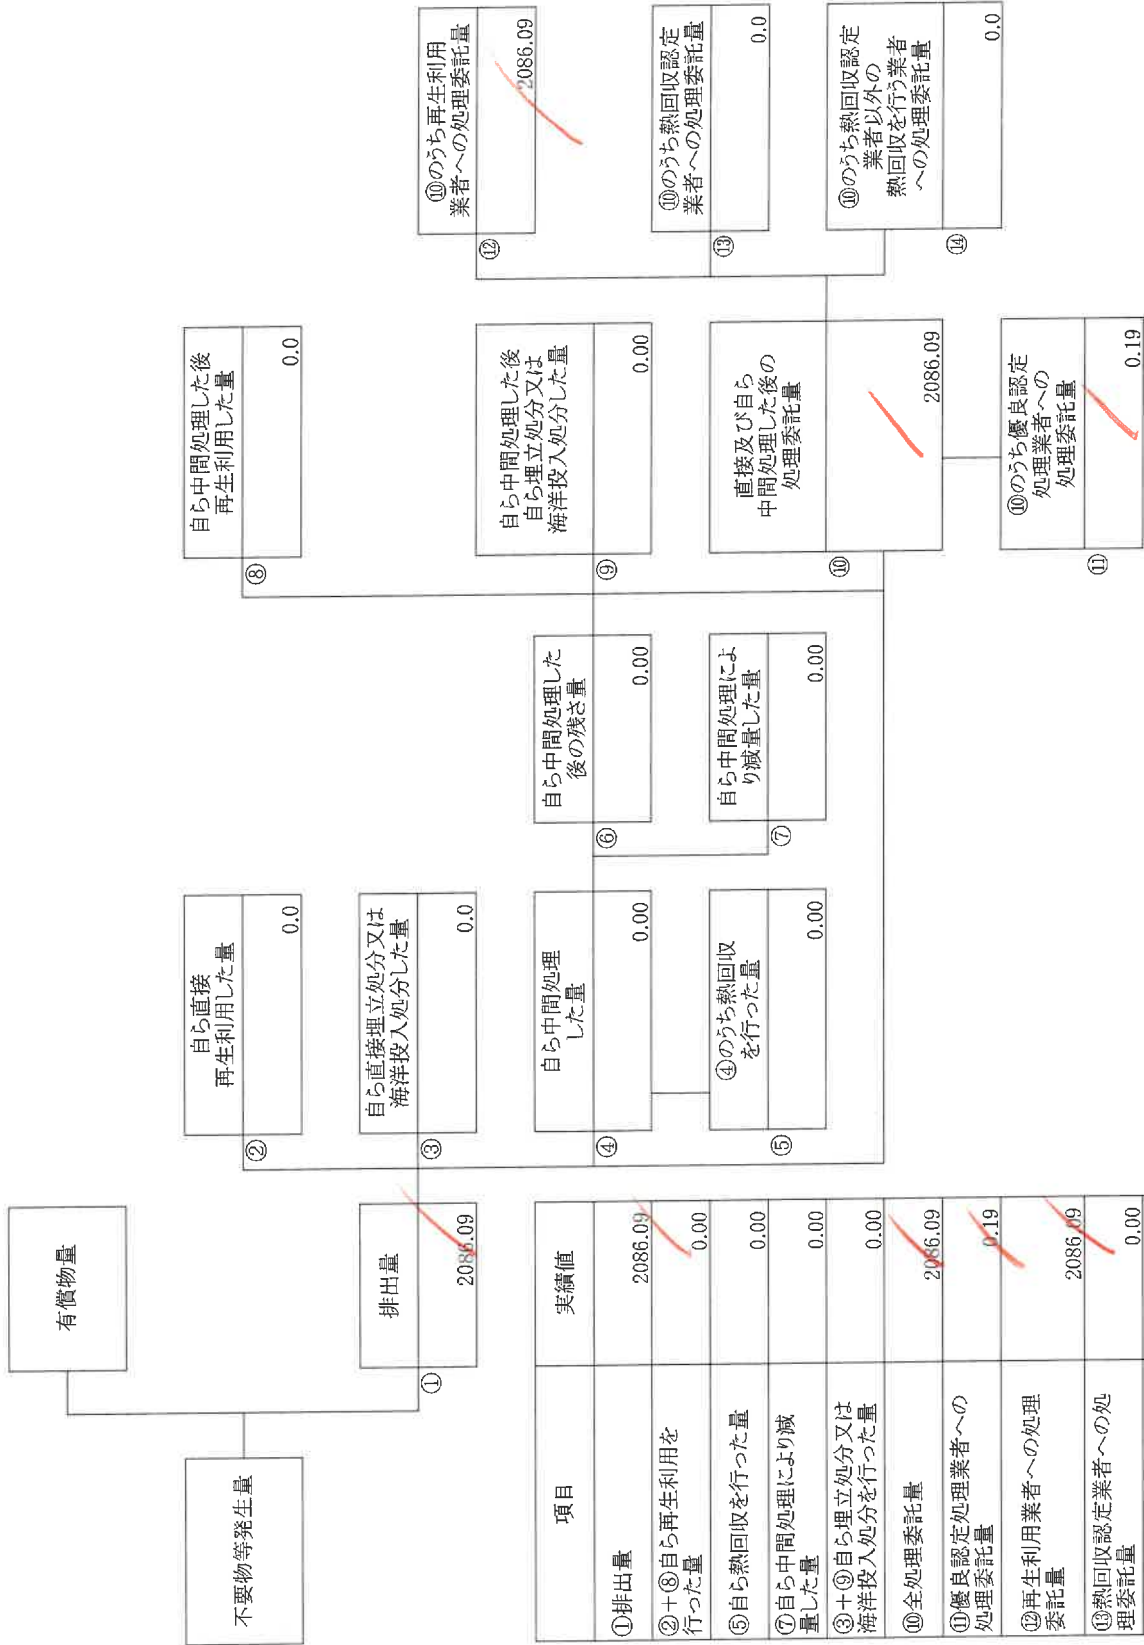 不要物等発生量
有償物量
排出量
①
2086.09
自ら直接
再生利用した量
②
0.0
自ら直接埋立処分又は
海洋投入処分した量
③
0.0
自ら中間処理
した量
④
0.00
④のうち熱回収
を行った量
⑤
0.00
自ら中間処理した
後の残さ量
⑥
0.00
自ら中間処理によ
り減量した量
⑦
0.00
自ら中間処理した後
再生利用した量
⑧
0.0
自ら中間処理した後
自ら埋立処分又は
海洋投入処分した量
⑨
0.00
直接及び自ら
中間処理した後の
処理委託量
⑩
2086.09
⑩のうち優良認定
処理業者への
処理委託量
⑪
0.19
⑩のうち再生利用
業者への処理委託量
⑫
2086.09
⑩のうち熱回収認定
業者への処理委託量
⑬
0.0
⑩のうち熱回収認定
業者以外の
熱回収を行う業者
への処理委託量
⑭
0.0
項目 実績値
①排出量 2086.09
②+⑧自ら再生利用を
行った量 0.00
⑤自ら熱回収を行った量 0.00
⑦自ら中間処理により減
量した量 0.00
③+⑨自ら埋立処分又は
海洋投入処分を行った量 0.00
⑩全処理委託量 2086.09
⑪優良認定処理業者への
処理委託量 0.19
⑫再生利用業者への処理
委託量 2086.09
⑬熱回収認定業者への処
理委託量 0.00